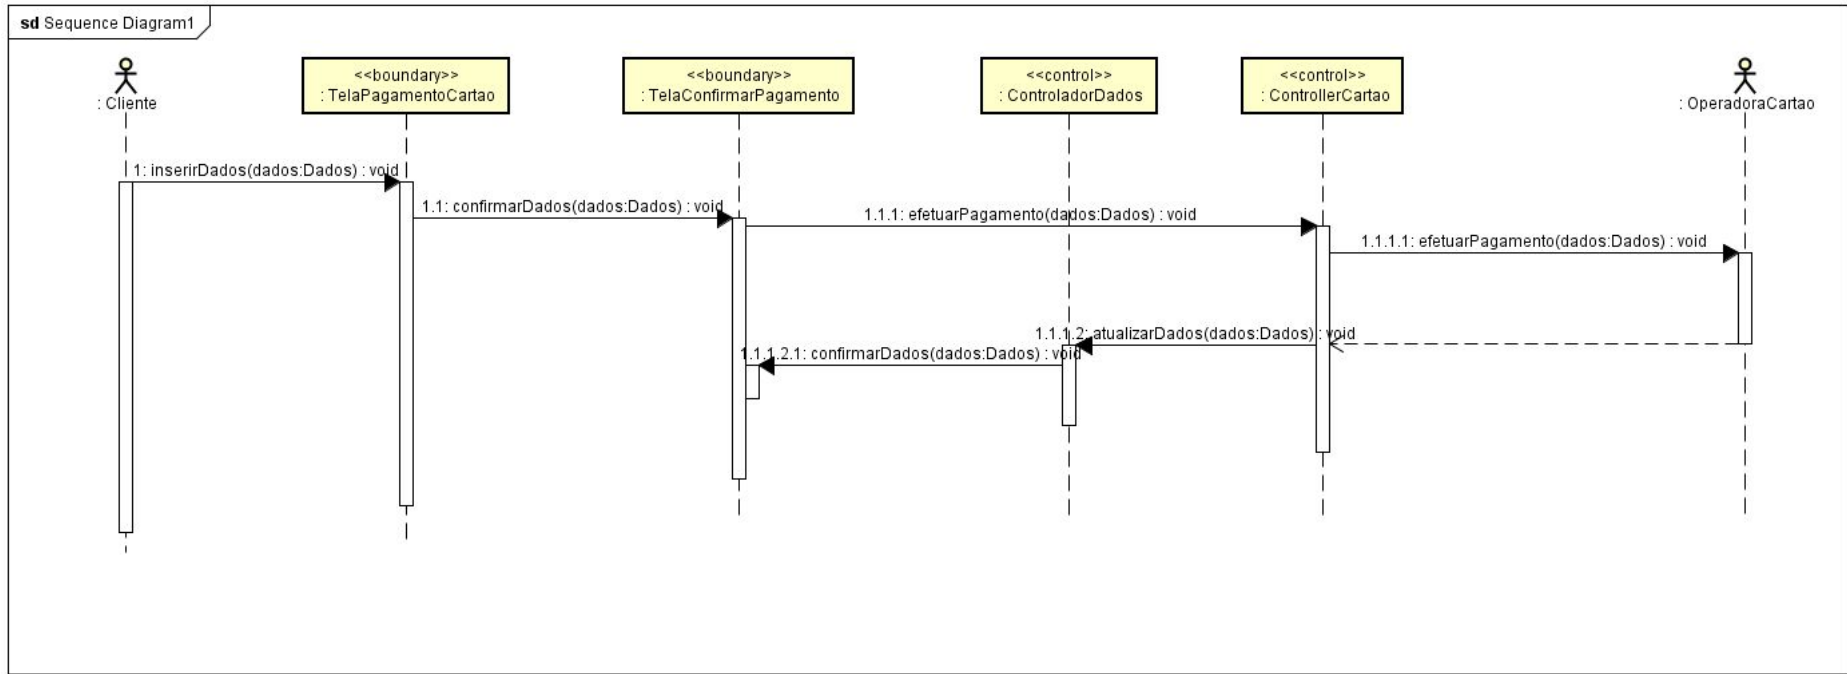 sd Sequence Diagram1
: Cliente
<<boundary>>
: TelaPagamentoCartao
<<boundary>>
: TelaConfirmarPagamento
<<control>>
: ControladorDados
<<control>>
: ControllerCartao
: OperadoraCartao
1: inserirDados(dados:Dados) : void
1.1: confirmarDados(dados:Dados) : void
1.1.1: efetuarPagamento(dados:Dados) : void
1.1.1.1: efetuarPagamento(dados:Dados) : void
1.1.1.2: atualizarDados(dados:Dados) : void
1.1.1.2.1: confirmarDados(dados:Dados) : void